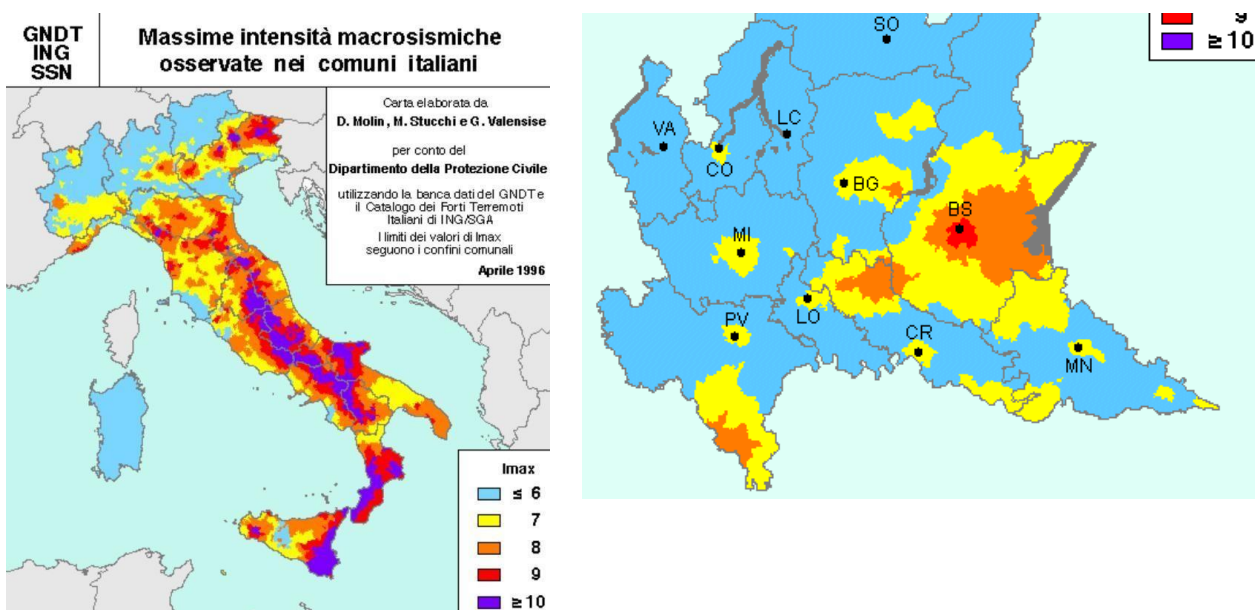 GNDT
ING
SSN
Massime intensità macrosismiche
osservate nei comuni italiani
Carta elaborata da
D. Molin, M. Stucchi e G. Valensise
per conto del
Dipartimento della Protezione Civile
utilizzando la banca dati del GNDT e
il Catalogo dei Forti Terremoti
Italiani di ING/SGA
I limiti dei valori di Imax
seguono i confini comunali
Aprile 1996
Imax
≤ 6
7
8
9
≥ 10
9
≥ 10
SO
VA
LC
CO
BG
BS
MI
LO
PV
CR
MN